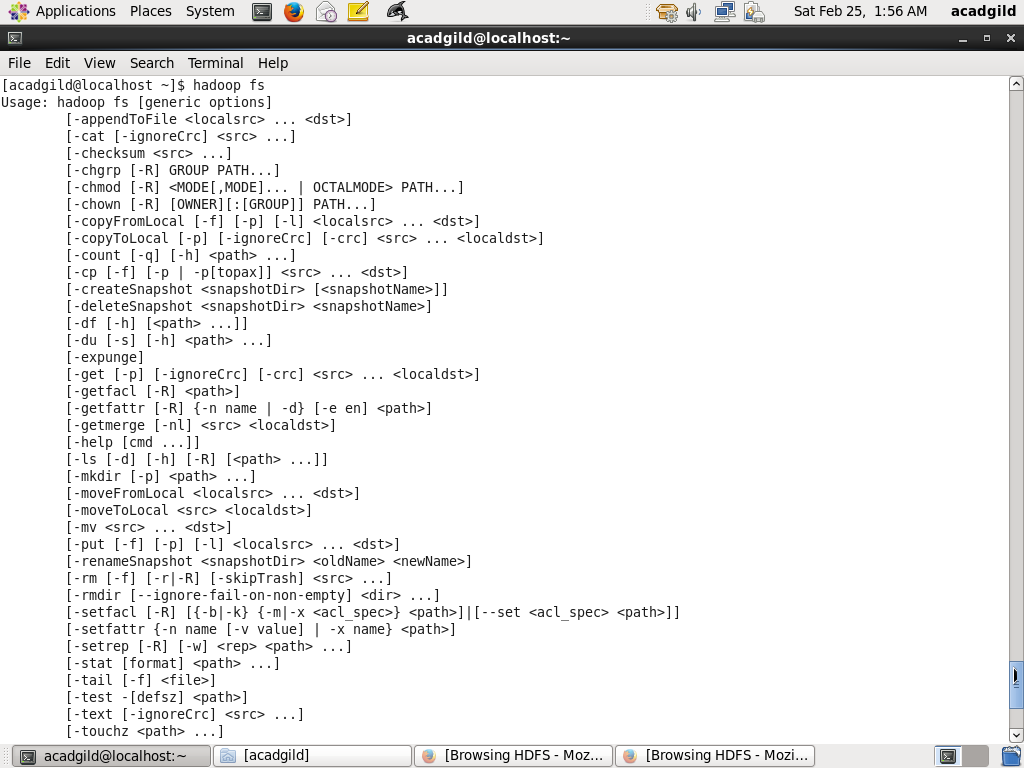 Applications Places System Sat Feb 25, 1:56 AM acadgild
acadgild@localhost:~
File Edit View Search Terminal Help
[acadgild@localhost ~]$ hadoop fs
Usage: hadoop fs [generic options]
[-appendToFile <localsrc> ... <dst>]
[-cat [-ignoreCrc] <src> ...]
[-checksum <src> ...]
[-chgrp [-R] GROUP PATH...]
[-chmod [-R] <MODE[,MODE]... | OCTALMODE> PATH...]
[-chown [-R] [OWNER][:[GROUP]] PATH...]
[-copyFromLocal [-f] [-p] [-l] <localsrc> ... <dst>]
[-copyToLocal [-p] [-ignoreCrc] [-crc] <src> ... <localdst>]
[-count [-q] [-h] <path> ...]
[-cp [-f] [-p | -p[topax]] <src> ... <dst>]
[-createSnapshot <snapshotDir> [<snapshotName>]]
[-deleteSnapshot <snapshotDir> <snapshotName>]
[-df [-h] [<path> ...]]
[-du [-s] [-h] <path> ...]
[-expunge]
[-get [-p] [-ignoreCrc] [-crc] <src> ... <localdst>]
[-getfacl [-R] <path>]
[-getfattr [-R] {-n name | -d} [-e en] <path>]
[-getmerge [-nl] <src> <localdst>]
[-help [cmd ...]]
[-ls [-d] [-h] [-R] [<path> ...]]
[-mkdir [-p] <path> ...]
[-moveFromLocal <localsrc> ... <dst>]
[-moveToLocal <src> <localdst>]
[-mv <src> ... <dst>]
[-put [-f] [-p] [-l] <localsrc> ... <dst>]
[-renameSnapshot <snapshotDir> <oldName> <newName>]
[-rm [-f] [-r|-R] [-skipTrash] <src> ...]
[-rmdir [--ignore-fail-on-non-empty] <dir> ...]
[-setfacl [-R] [{-b|-k} {-m|-x <acl_spec>} <path>]|[--set <acl_spec> <path>]]
[-setfattr {-n name [-v value] | -x name} <path>]
[-setrep [-R] [-w] <rep> <path> ...]
[-stat [format] <path> ...]
[-tail [-f] <file>]
[-test -[defsz] <path>]
[-text [-ignoreCrc] <src> ...]
[-touchz <path> ...]
acadgild@localhost:~ [acadgild] [Browsing HDFS - Moz... [Browsing HDFS - Mozi...